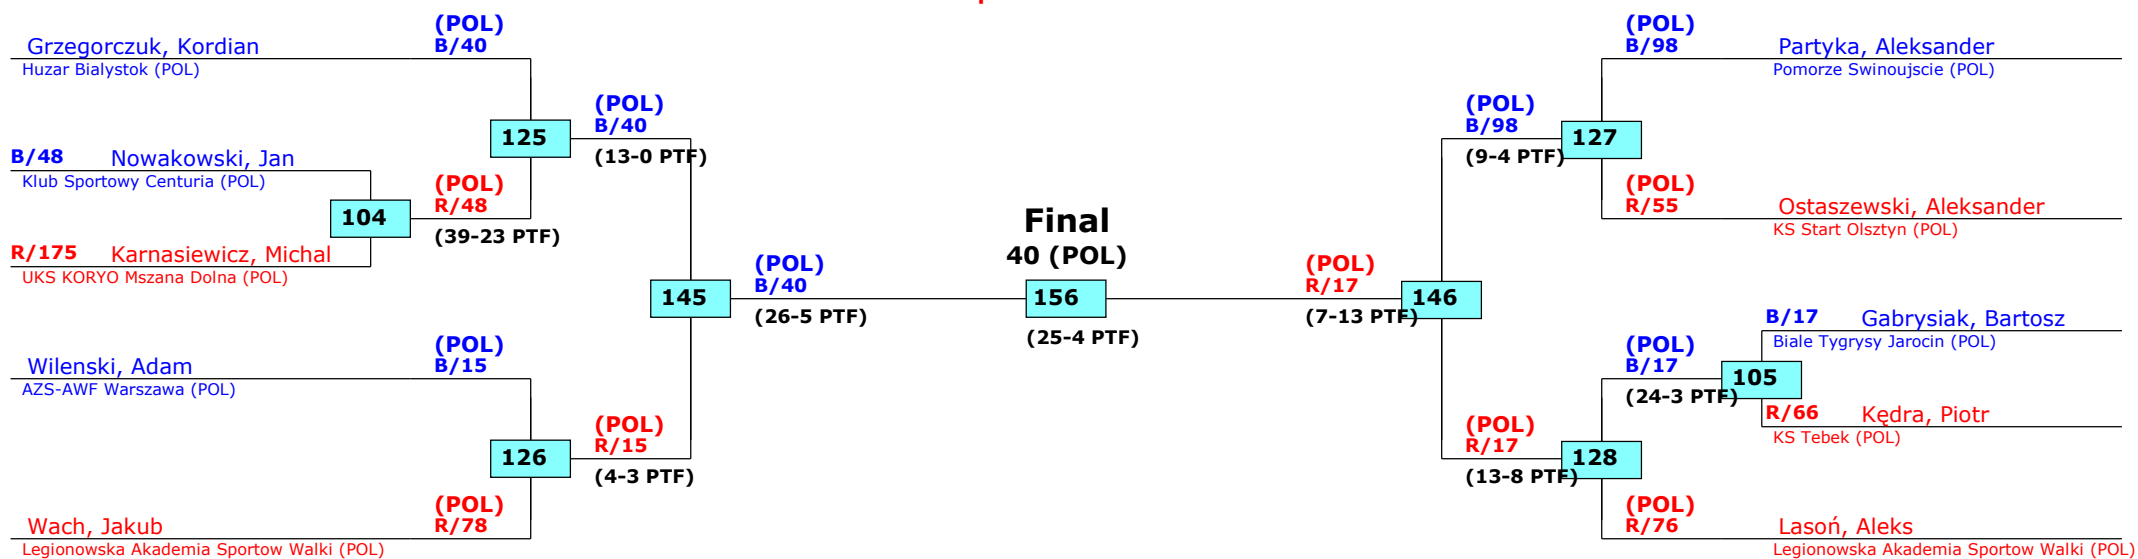 (POL)
Grzegorczuk, Kordian B/40
Huzar Bialystok (POL)
(POL)
125 B/40
(13-0 PTF)
B/48 Nowakowski, Jan
Klub Sportowy Centuria (POL)
(POL)
104 R/48
(39-23 PTF)
R/175 Karnasiewicz, Michal
UKS KORYO Mszana Dolna (POL)
(POL)
145 B/40
(26-5 PTF)
(POL)
Wilenski, Adam B/15
AZS-AWF Warszawa (POL)
(POL)
126 R/15
(4-3 PTF)
(POL)
Wach, Jakub R/78
Legionowska Akademia Sportow Walki (POL)
Final
40 (POL)
156
(25-4 PTF)
(POL)
B/98 Partyka, Aleksander
Pomorze Swinoujscie (POL)
(POL)
B/98 127
(9-4 PTF)
(POL)
R/55 Ostaszewski, Aleksander
KS Start Olsztyn (POL)
(POL)
R/17 146
(7-13 PTF)
B/17 Gabrysiak, Bartosz
Biale Tygrysy Jarocin (POL)
(POL)
B/17 105
(24-3 PTF)
R/66 Kędra, Piotr
KS Tebek (POL)
(POL)
R/17 128
(13-8 PTF)
(POL)
R/76 Lasoń, Aleks
Legionowska Akademia Sportow Walki (POL)